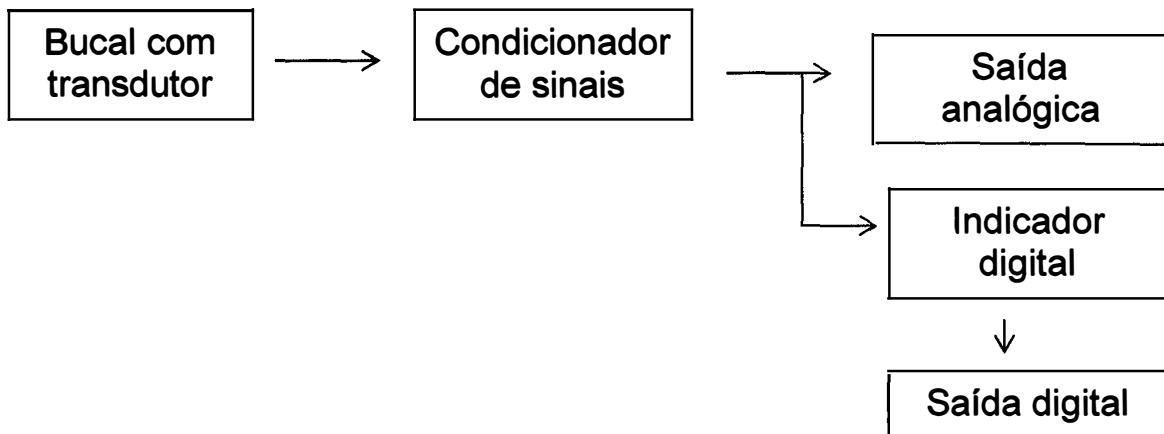 Bucal com
transdutor
Condicionador
de sinais
Saída
analógica
Indicador
digital
Saída digital